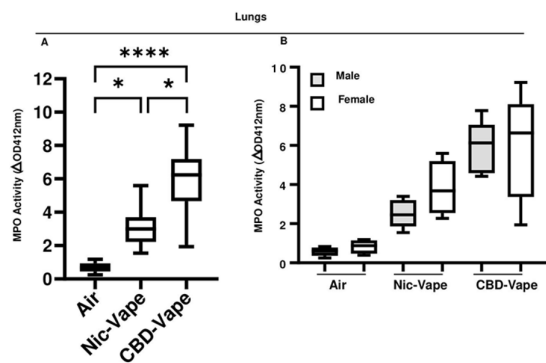 Lungs
A
****
*
*
12
10
8
6
4
2
0
MPO Activity (ΔOD412nm)
Air
Nic-Vape
CBD-Vape
B
Male
Female
10
8
6
4
2
0
MPO Activity (ΔOD412nm)
Air
Nic-Vape
CBD-Vape